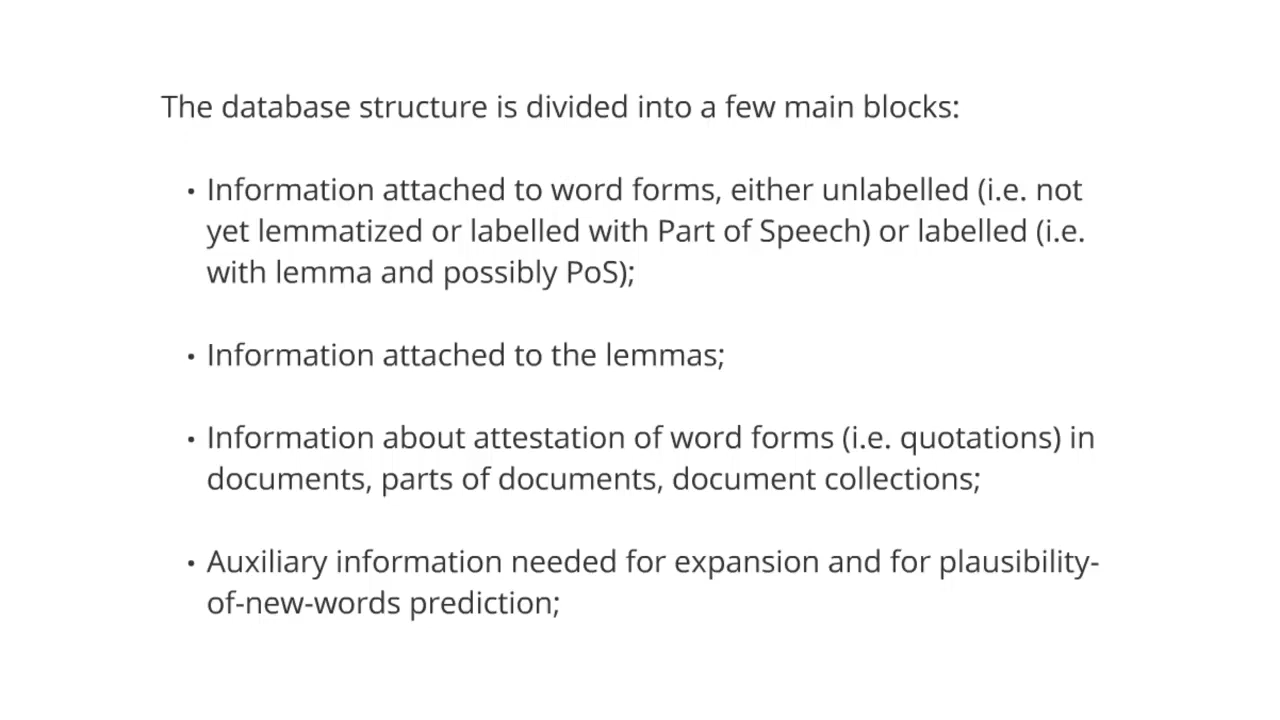 The database structure is divided into a few main blocks:
• Information attached to word forms, either unlabelled (i.e. not
yet lemmatized or labelled with Part of Speech) or labelled (i.e.
with lemma and possibly PoS);
• Information attached to the lemmas;
• Information about attestation of word forms (i.e. quotations) in
documents, parts of documents, document collections;
• Auxiliary information needed for expansion and for plausibility-
of-new-words prediction;